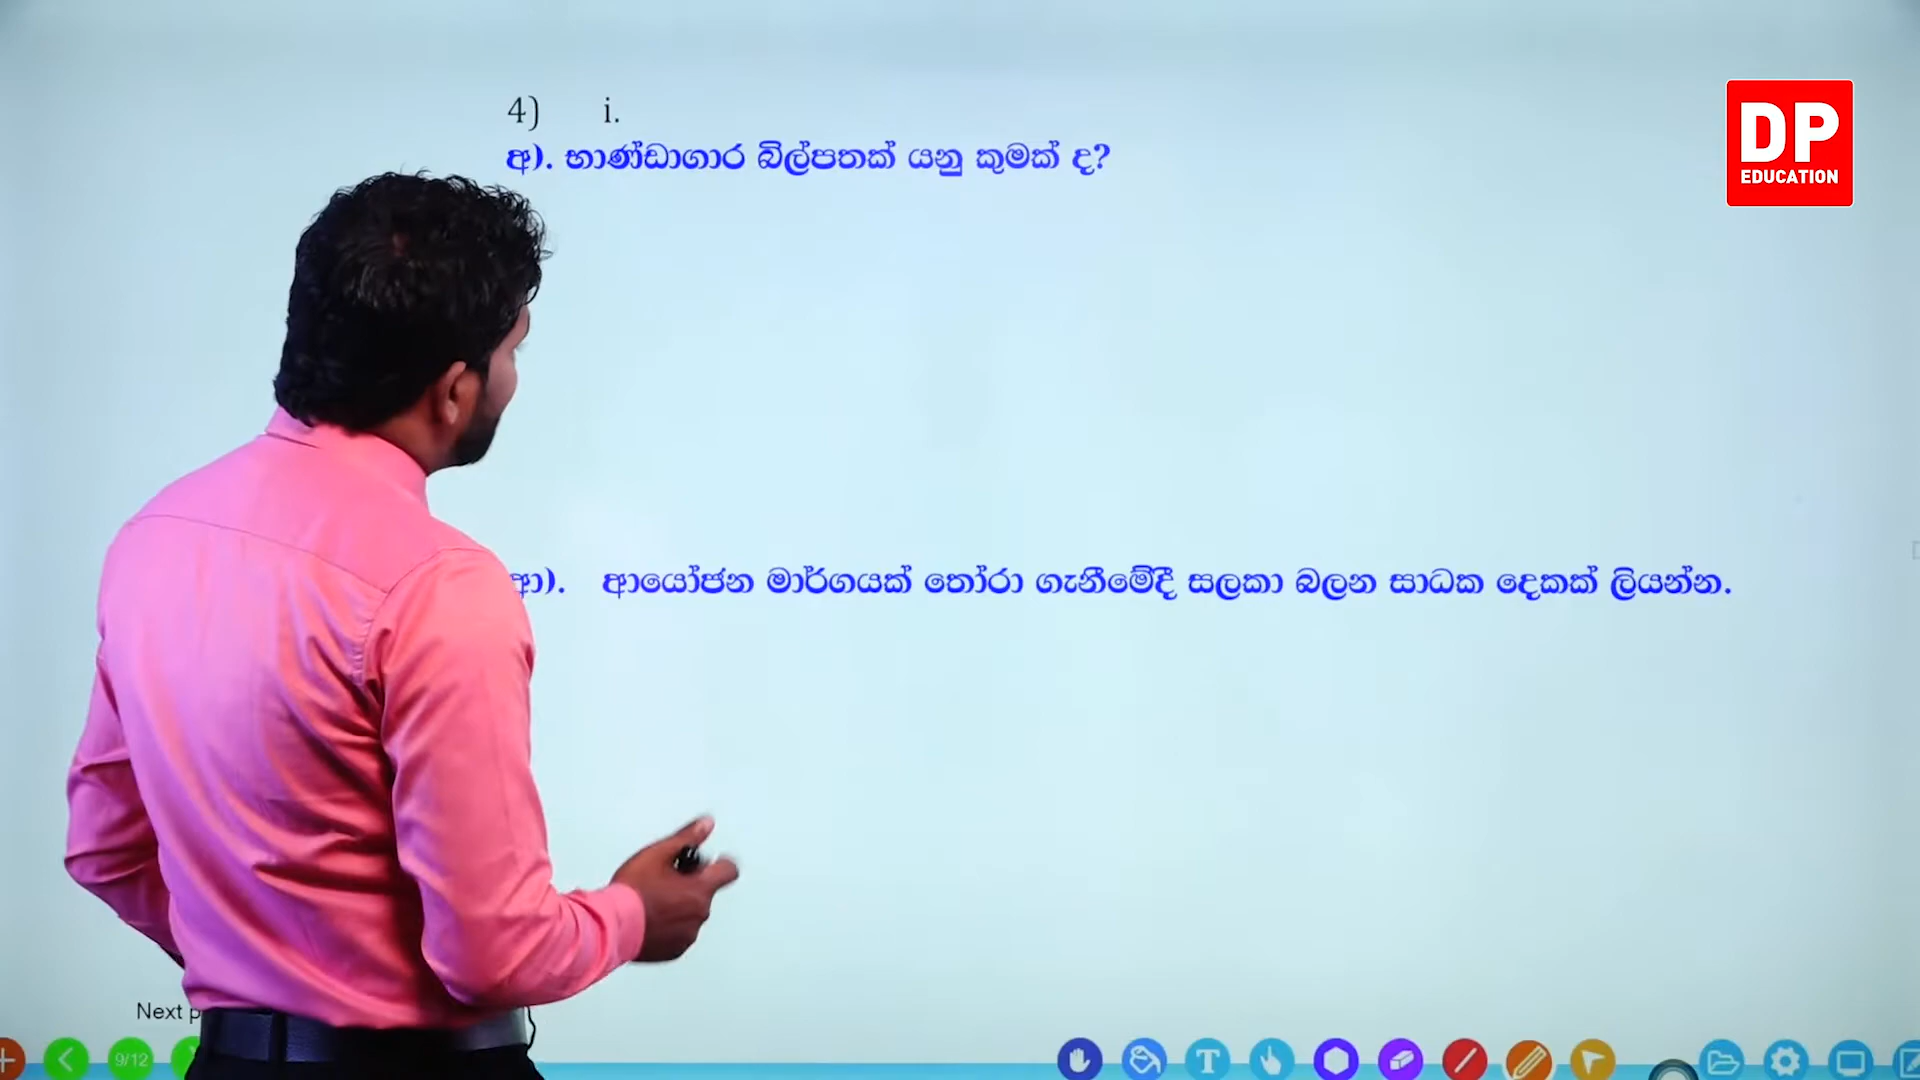 4) i.
අ). භාණ්ඩාගාර බිල්පතක් යනු කුමක් ද?
DP
EDUCATION
ආ). ආයෝජන මාර්ගයක් තෝරා ගැනීමේදී සලකා බලන සාධක දෙකක් ලියන්න.
Next
9/12
T